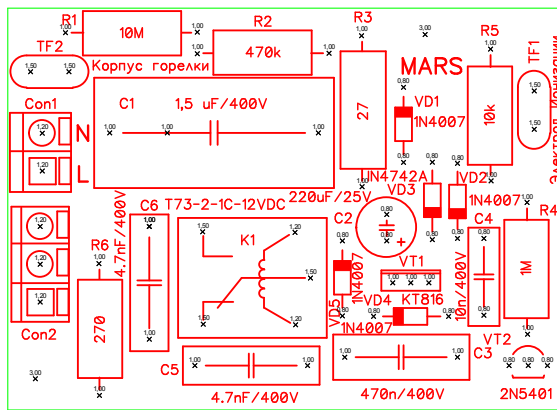 R1
10M
R2
470k
R3
27
R5
10k
TF1
Электрод ионизации
TF2
Корпус горелки
MARS
Con1
N
L
C1
1,5 uF/400V
VD1
1N4007
1N4742A
VD3
VD2
1N4007
220uF/25V
C2
T73-2-1C-12VDC
K1
C6
4.7nF/400V
R6
270
Con2
VD5
1N4007
VT1
KT816
VD4
1N4007
C4
10n/400V
R4
1M
C5
4.7nF/400V
C3
470n/400V
VT2
2N5401